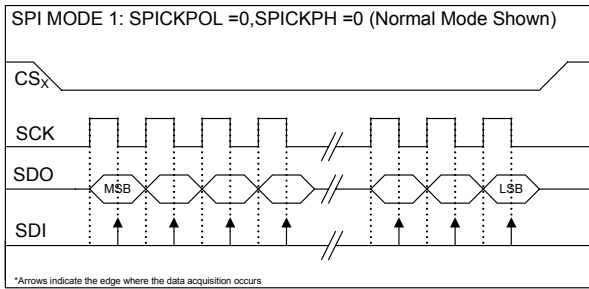 SPI MODE 1: SPICKPOL =0,SPICKPH =0 (Normal Mode Shown)
CSX
SCK
SDO
MSB
LSB
SDI
*Arrows indicate the edge where the data acquisition occurs